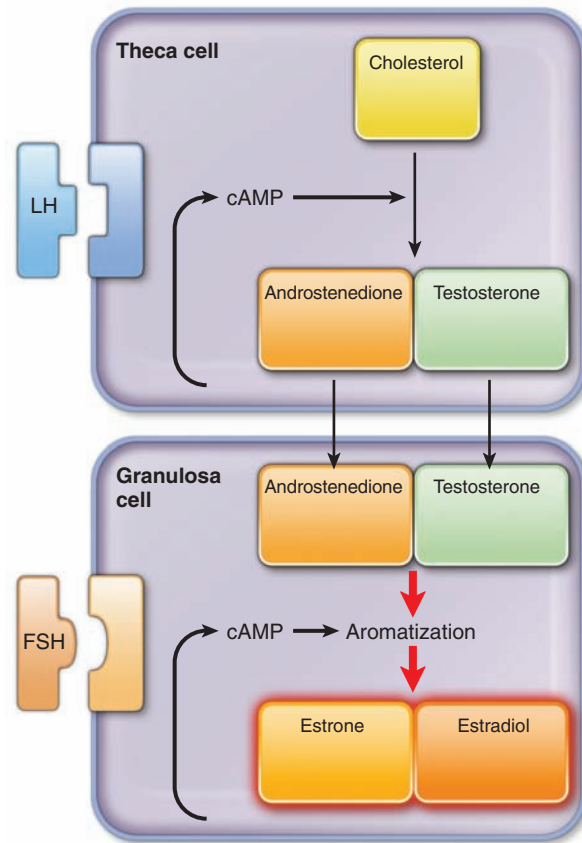 Theca cell
Cholesterol
LH
cAMP
Androstenedione
Testosterone
Granulosa
cell
Androstenedione
Testosterone
FSH
cAMP
Aromatization
Estrone
Estradiol